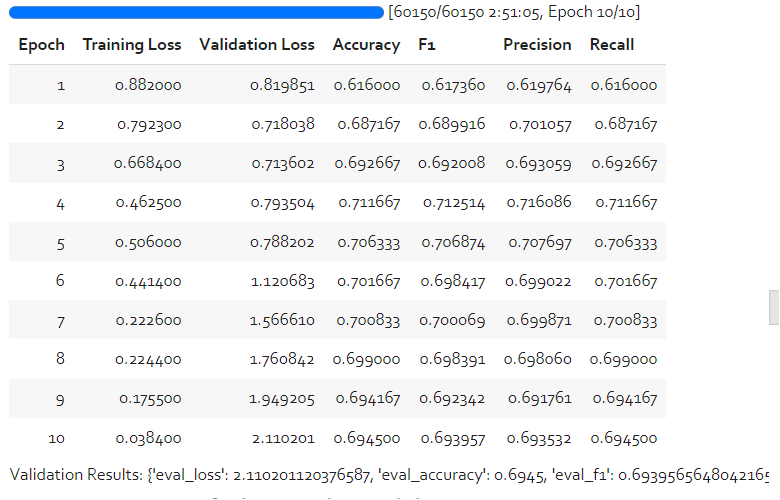 [60150/60150 2:51:05, Epoch 10/10]
Epoch Training Loss Validation Loss Accuracy F1 Precision Recall
1 0.882000 0.819851 0.616000 0.617360 0.619764 0.616000
2 0.792300 0.718038 0.687167 0.689916 0.701057 0.687167
3 0.668400 0.713602 0.692667 0.692008 0.693059 0.692667
4 0.462500 0.793504 0.711667 0.712514 0.716086 0.711667
5 0.506000 0.788202 0.706333 0.706874 0.707697 0.706333
6 0.441400 1.120683 0.701667 0.698417 0.699022 0.701667
7 0.222600 1.566610 0.700833 0.700069 0.699871 0.700833
8 0.224400 1.760842 0.699000 0.698391 0.698060 0.699000
9 0.175500 1.949205 0.694167 0.692342 0.691761 0.694167
10 0.038400 2.110201 0.694500 0.693957 0.693532 0.694500
Validation Results: {'eval_loss': 2.110201120376587, 'eval_accuracy': 0.6945, 'eval_f1': 0.693956564804216